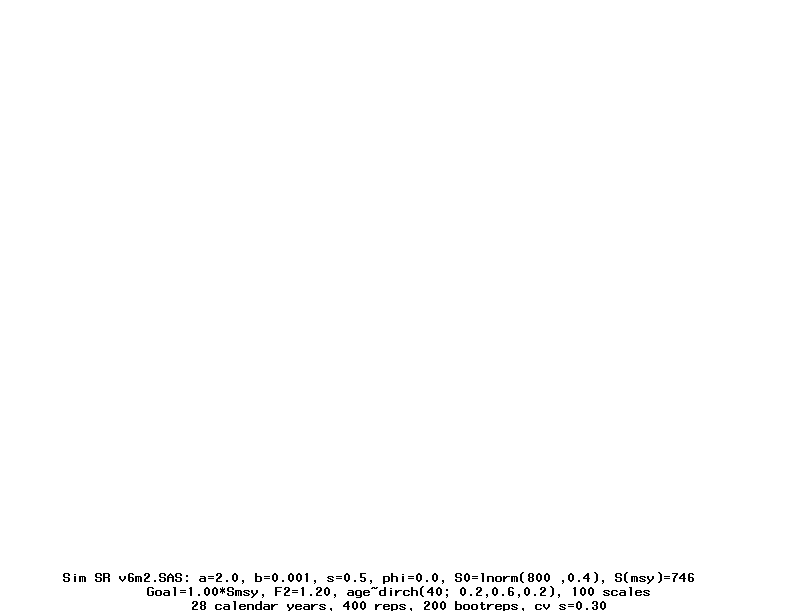 Sim SR v6m2.SAS: a=2.0, b=0.001, s=0.5, phi=0.0, S0=lnorm(800 ,0.4), S(msy)=746
Goal=1.00*Smsy, F2=1.20, age~dirch(40; 0.2,0.6,0.2), 100 scales
28 calendar years, 400 reps, 200 bootreps, cv s=0.30